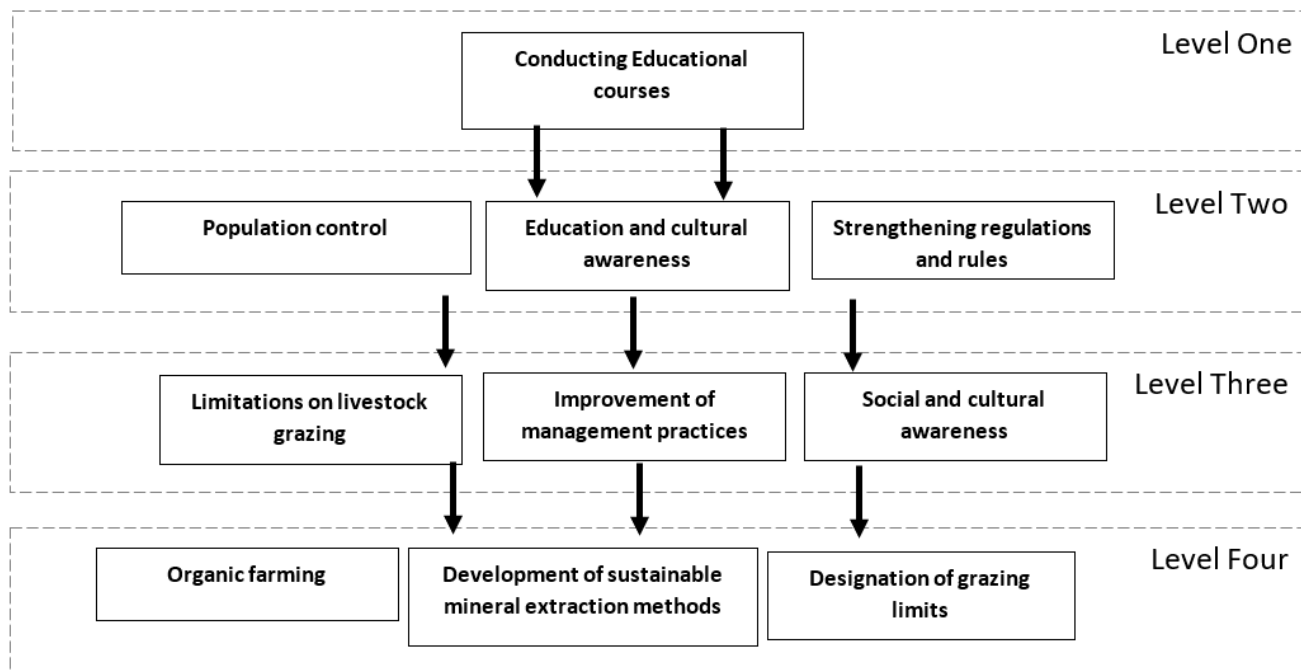 Level One
Conducting Educational
courses
Level Two
Population control
Education and cultural
awareness
Strengthening regulations
and rules
Level Three
Limitations on livestock
grazing
Improvement of
management practices
Social and cultural
awareness
Level Four
Organic farming
Development of sustainable
mineral extraction methods
Designation of grazing
limits